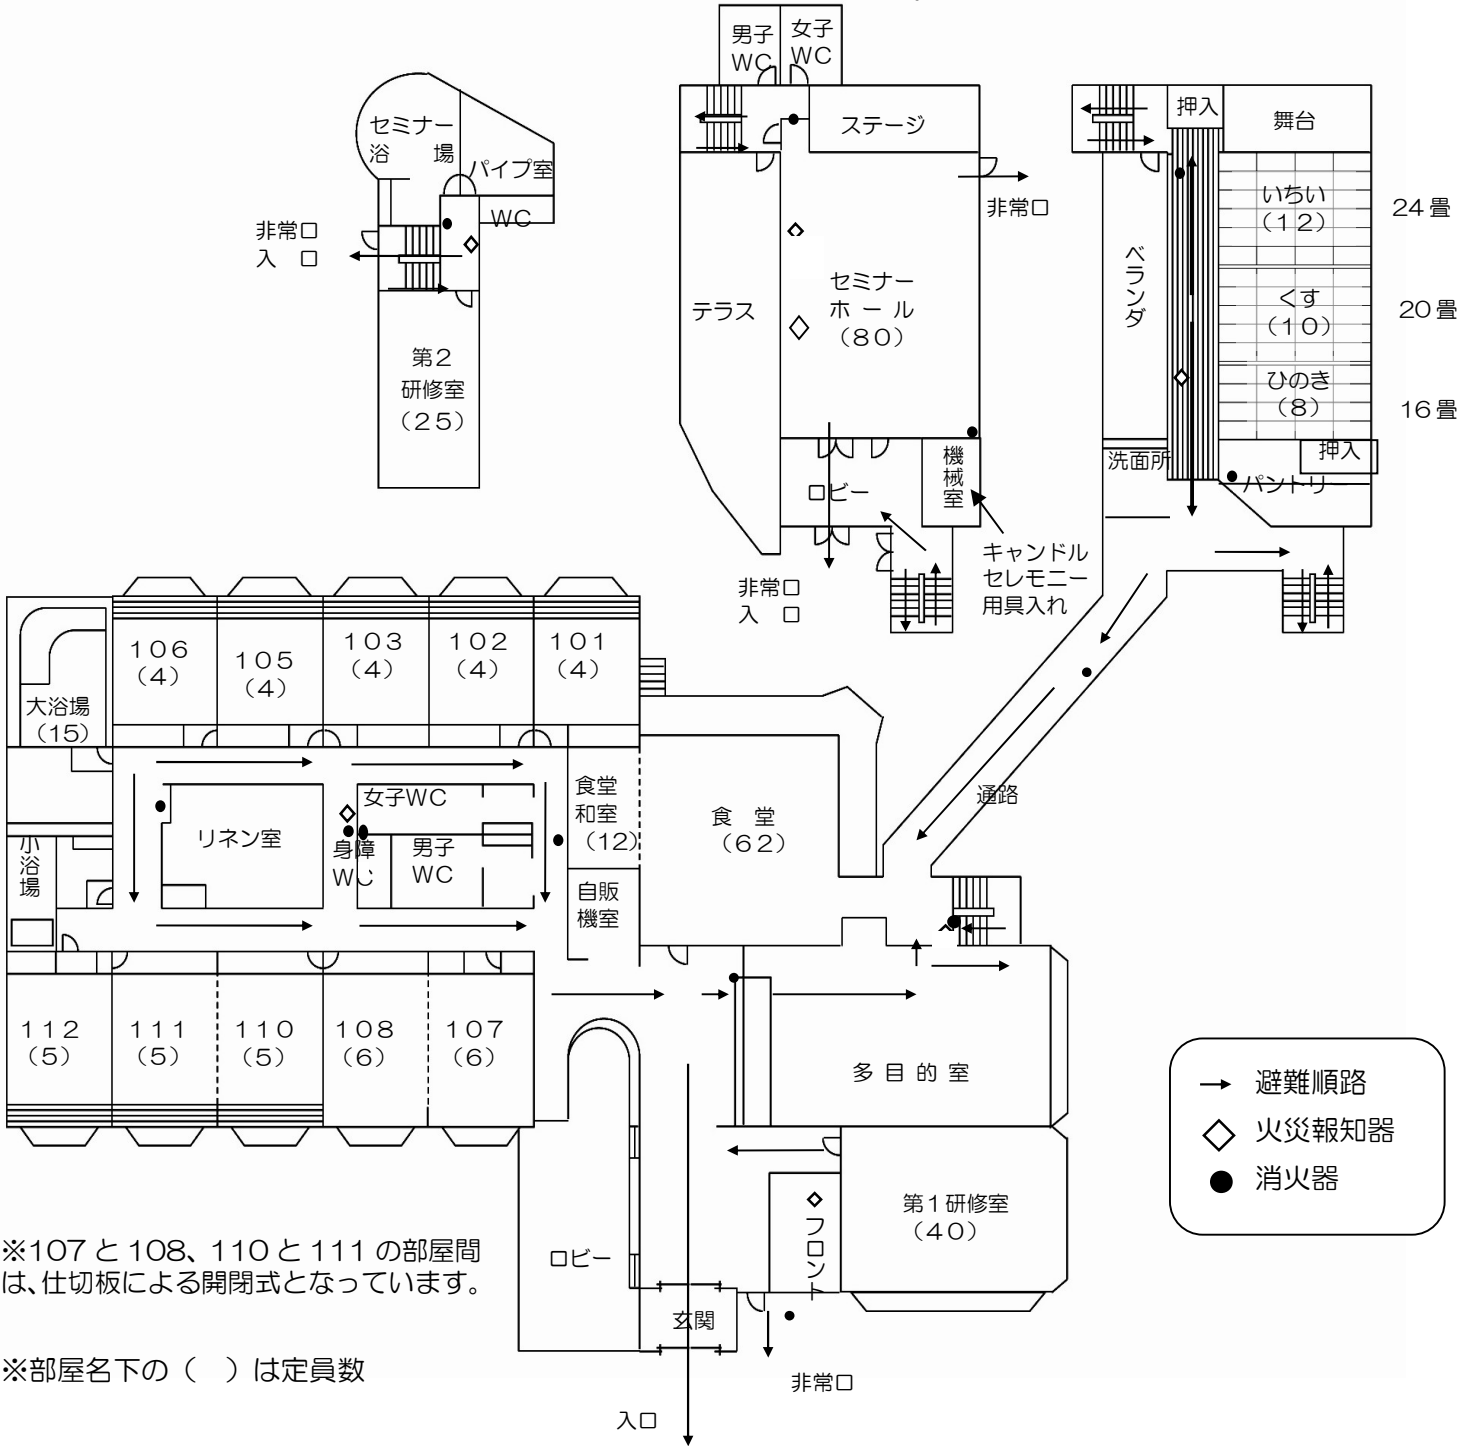 男子
WC
女子
WC
セミナー
浴　場
パイプ室
WC
非常口
入　口
第2
研修室
(25)
ステージ
非常口
テラス
セミナー
ホール
(80)
ロビー
機械室
キャンドル
セレモニー
用具入れ
非常口
入　口
押入
舞台
いちい
(12)
24畳
くす
(10)
20畳
ひのき
(8)
16畳
ベランダ
洗面所
押入
パントリー
通路
106
(4)
105
(4)
103
(4)
102
(4)
101
(4)
大浴場
(15)
小浴場
リネン室
女子WC
身障
WC
男子
WC
食堂
和室
(12)
自販
機室
食　堂
(62)
112
(5)
111
(5)
110
(5)
108
(6)
107
(6)
多目的室
第1研修室
(40)
フロント
ロビー
玄関
非常口
入口
避難順路
火災報知器
消火器
※107と108、110と111の部屋間
は、仕切板による開閉式となっています。
※部屋名下の（　）は定員数